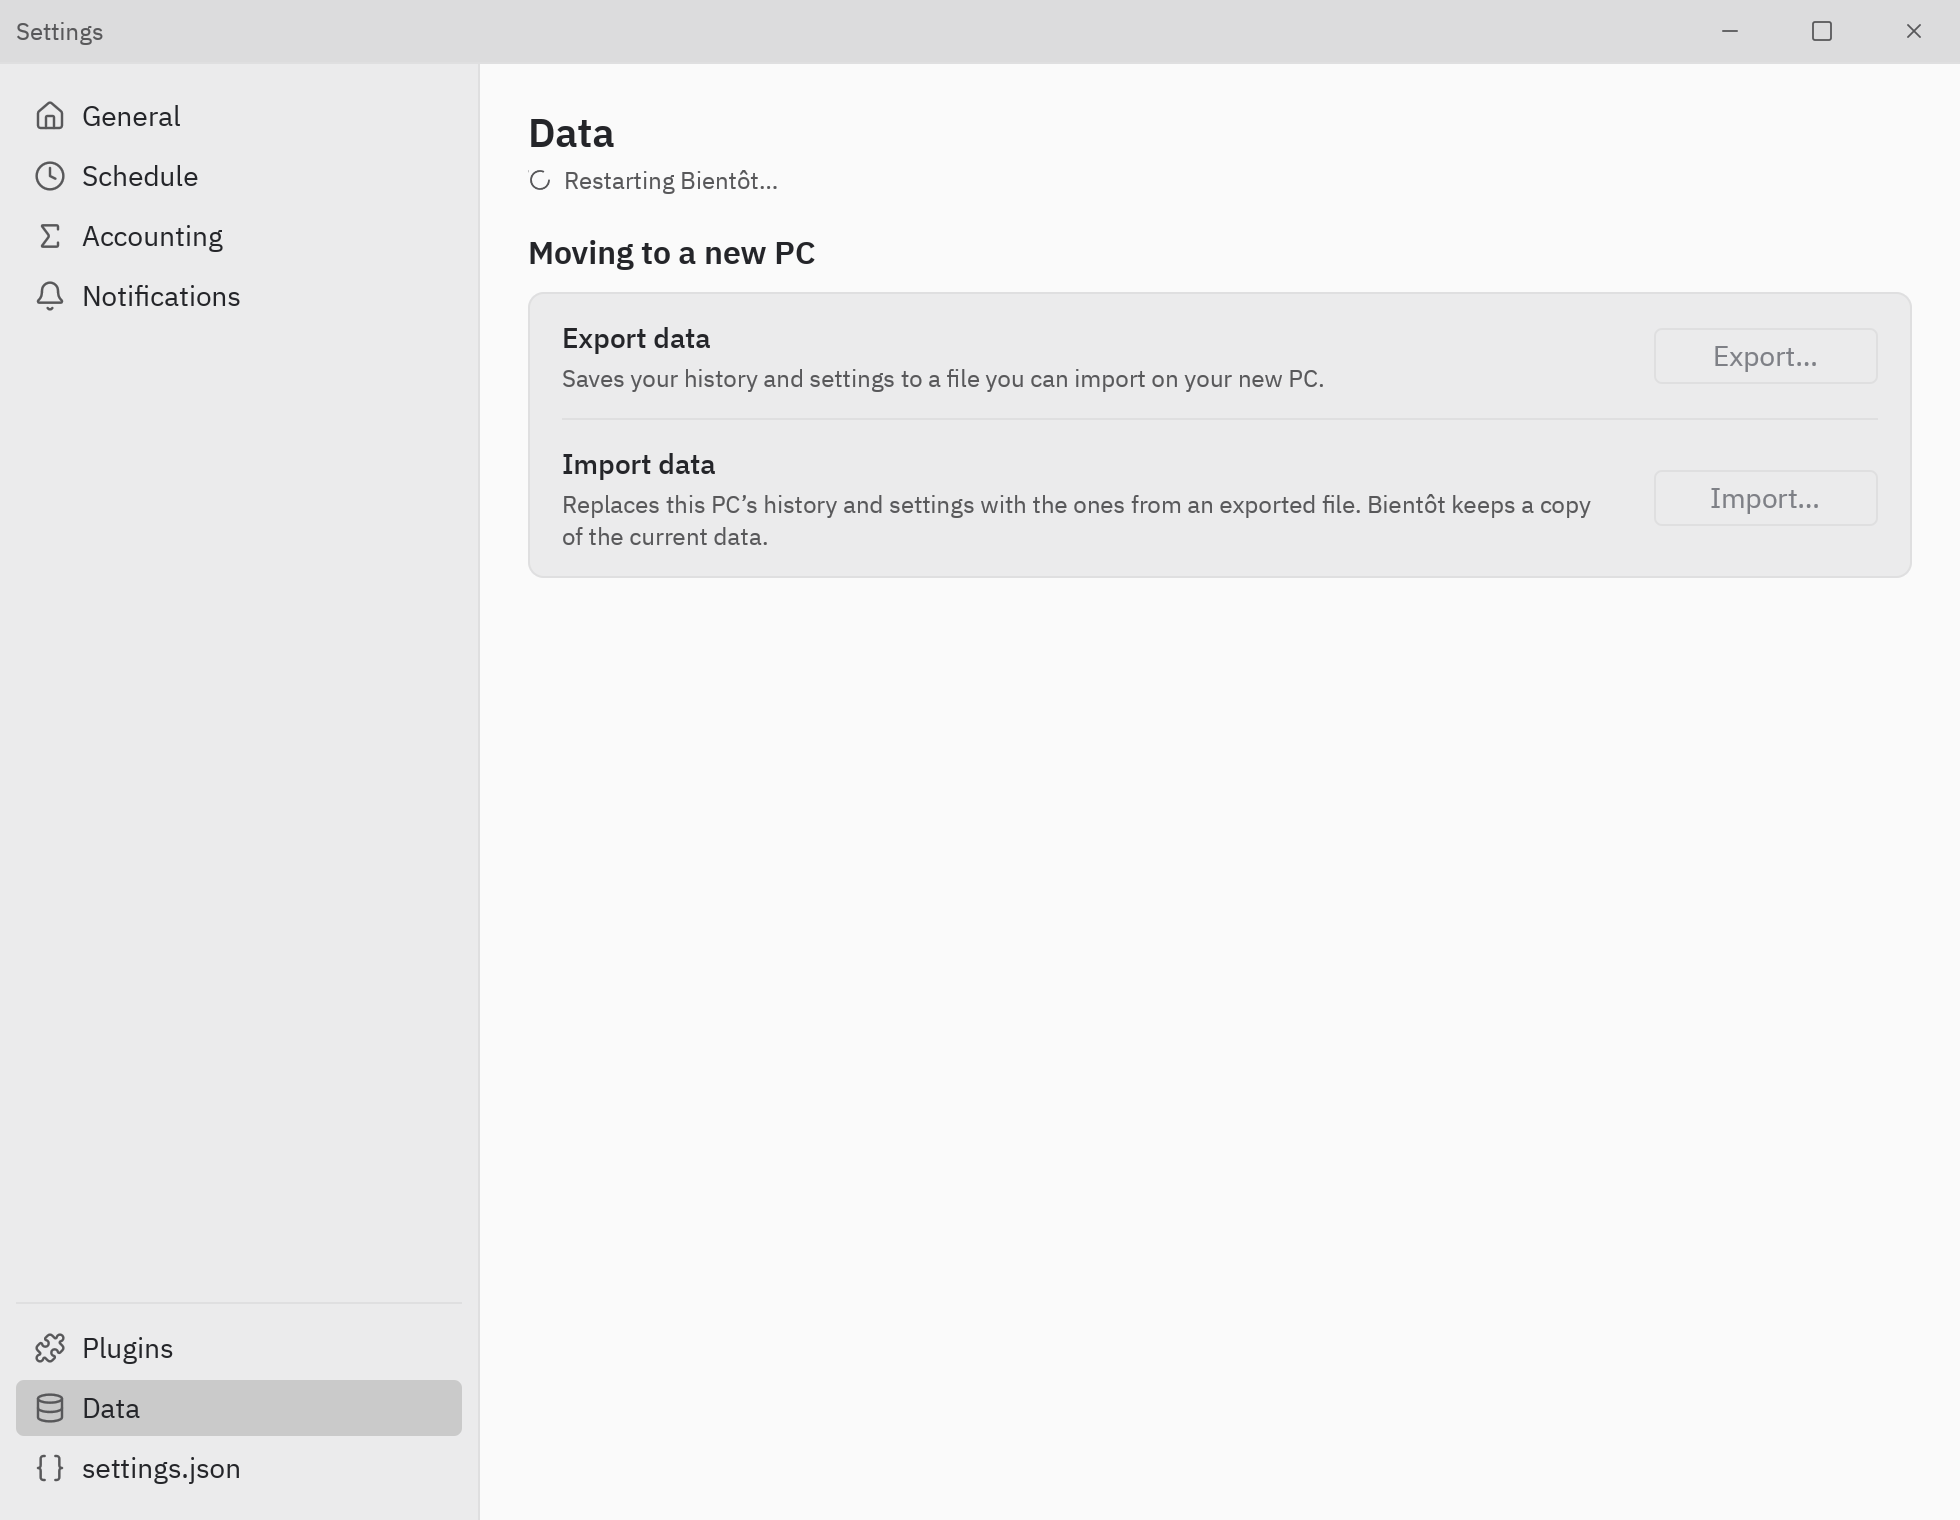 Settings
General
Schedule
Accounting
Notifications
Plugins
Data
settings.json
Data
Restarting Bientôt…
Moving to a new PC
Export data
Saves your history and settings to a file you can import on your new PC.
Export…
Import data
Replaces this PC’s history and settings with the ones from an exported file. Bientôt keeps a copy
of the current data.
Import…